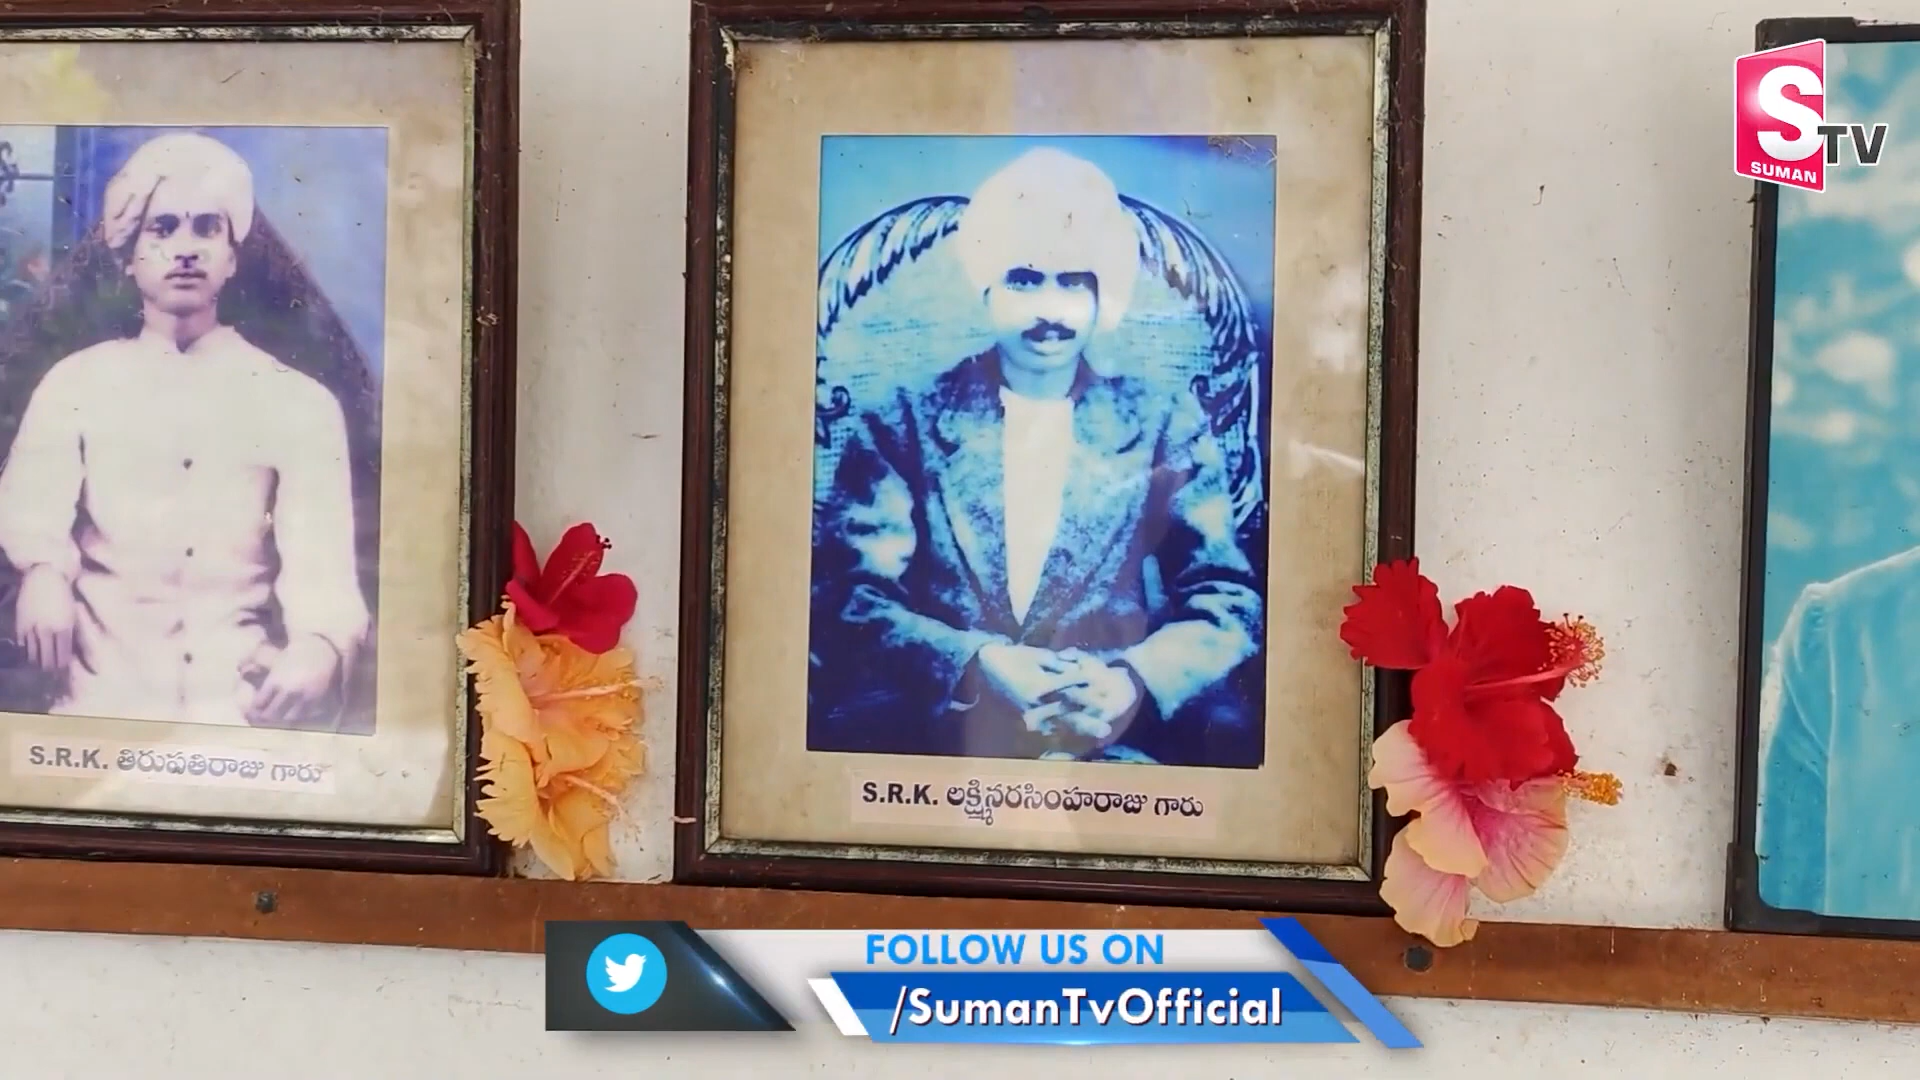 S TV
SUMAN
S.R.K. తిరుపతిరాజు గారు
S.R.K. లక్ష్మీనరసింహరాజు గారు
FOLLOW US ON
/SumanTvOfficial